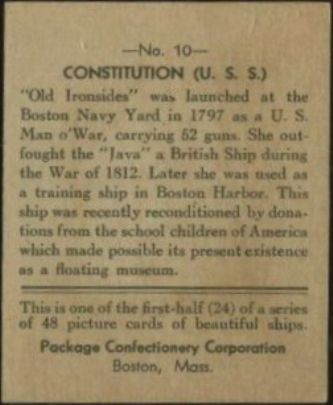 —No. 10—
CONSTITUTION (U. S. S.)
"Old Ironsides" was launched at the
Boston Navy Yard in 1797 as a U. S.
Man o'War, carrying 52 guns. She out-
fought the "Java" a British Ship during
the War of 1812. Later she was used as
a training ship in Boston Harbor. This
ship was recently reconditioned by dona-
tions from the school children of America
which made possible its present existence
as a floating museum.
This is one of the first-half (24) of a series
of 48 picture cards of beautiful ships.
Package Confectionery Corporation
Boston, Mass.